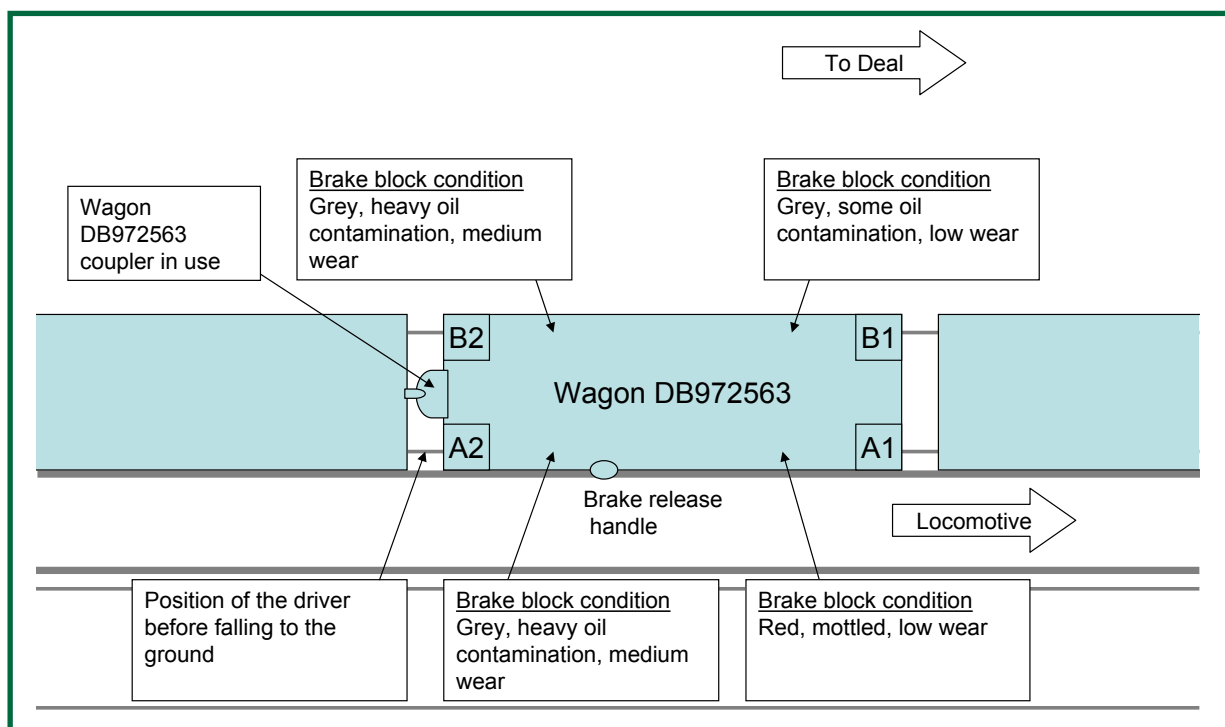 To Deal
Wagon
DB972563
coupler in use
Brake block condition
Grey, heavy oil
contamination, medium
wear
Brake block condition
Grey, some oil
contamination, low wear
B2
B1
Wagon DB972563
A2
A1
Brake release
handle
Locomotive
Position of the driver
before falling to the
ground
Brake block condition
Grey, heavy oil
contamination, medium
wear
Brake block condition
Red, mottled, low wear